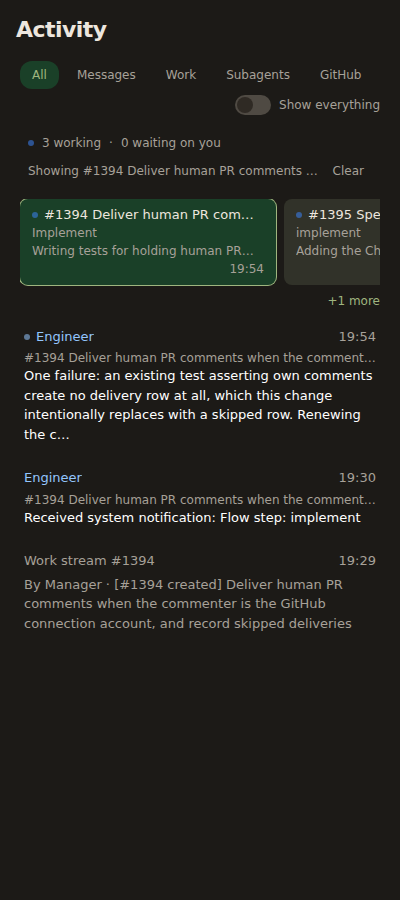 Activity
All Messages Work Subagents GitHub
Show everything
3 working · 0 waiting on you
Showing #1394 Deliver human PR comments … Clear
#1394 Deliver human PR com…
Implement
Writing tests for holding human PR…
19:54
#1395 Spe
implement
Adding the Ch
+1 more
Engineer 19:54
#1394 Deliver human PR comments when the comment…
One failure: an existing test asserting own comments
create no delivery row at all, which this change
intentionally replaces with a skipped row. Renewing
the c…
Engineer 19:30
#1394 Deliver human PR comments when the comment…
Received system notification: Flow step: implement
Work stream #1394 19:29
By Manager · [#1394 created] Deliver human PR
comments when the commenter is the GitHub
connection account, and record skipped deliveries